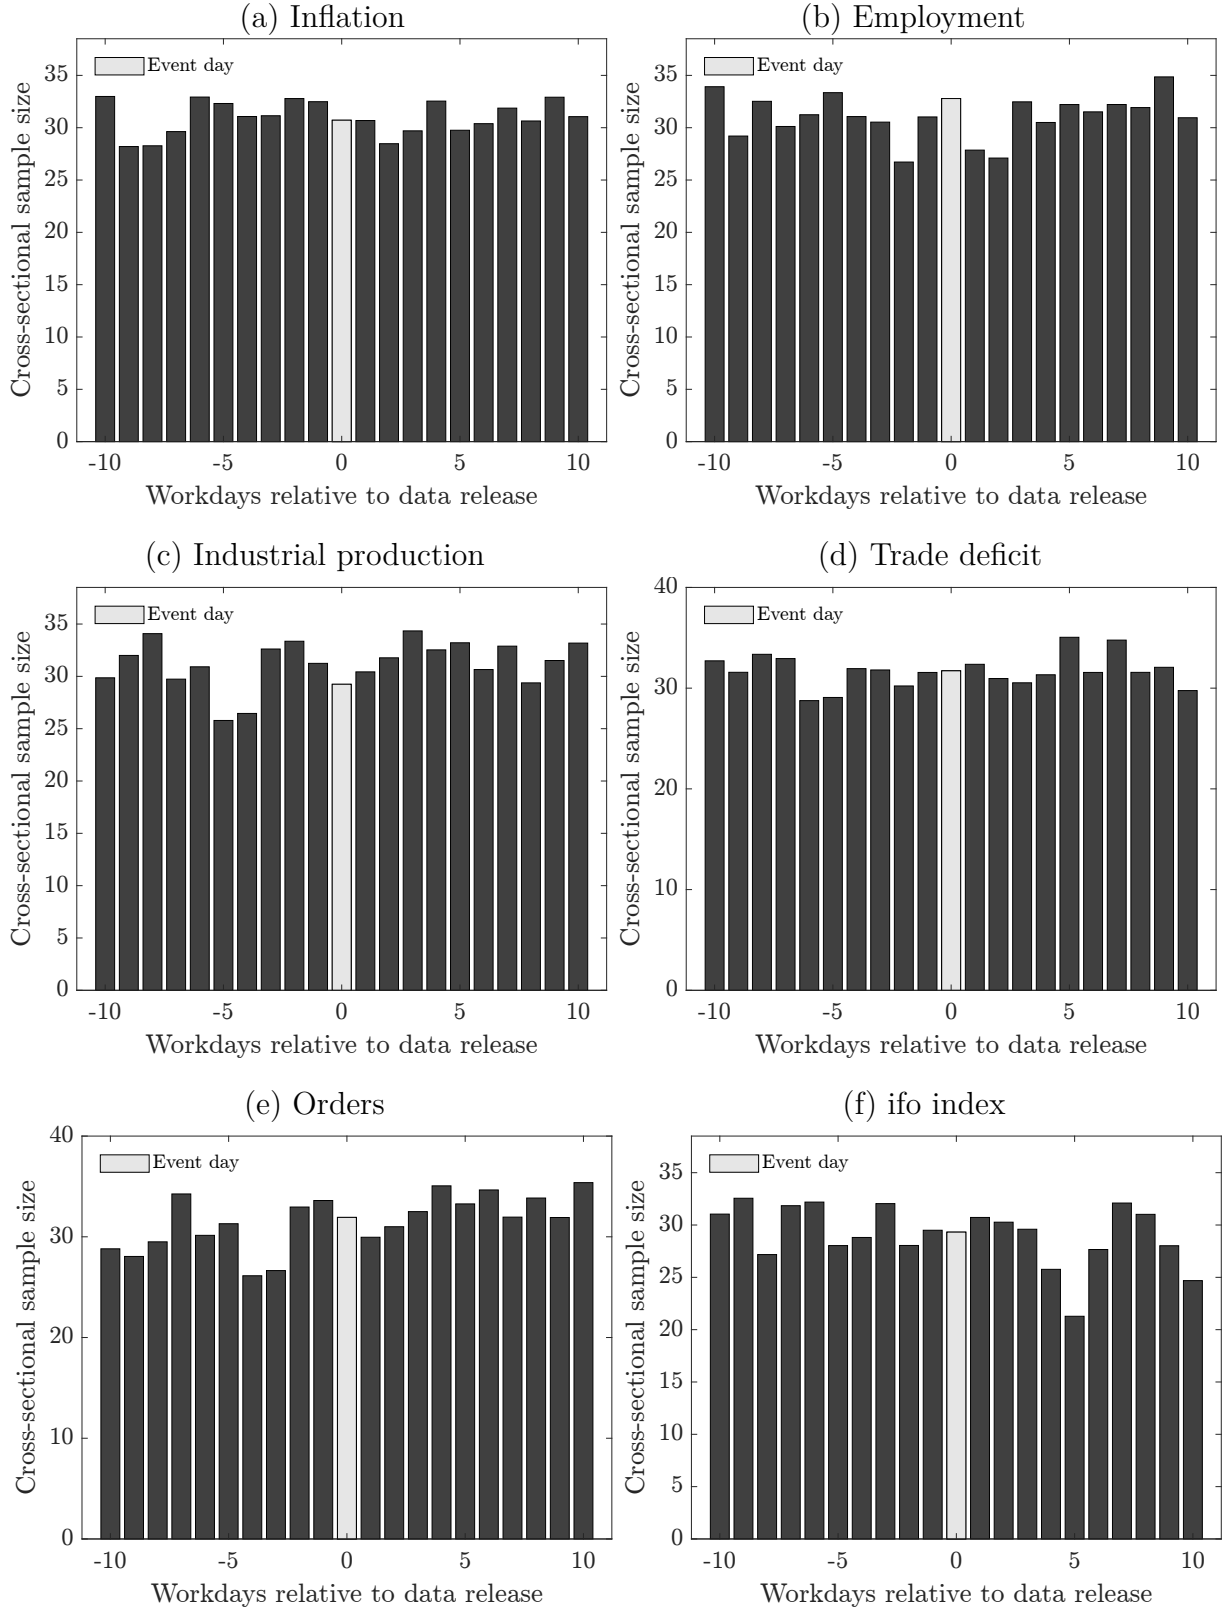 (a) Inflation
Event day
Cross-sectional sample size
35
30
25
20
15
10
5
0
-10 -5 0 5 10
Workdays relative to data release
(b) Employment
Event day
Cross-sectional sample size
35
30
25
20
15
10
5
0
-10 -5 0 5 10
Workdays relative to data release
(c) Industrial production
Event day
Cross-sectional sample size
35
30
25
20
15
10
5
0
-10 -5 0 5 10
Workdays relative to data release
(d) Trade deficit
Event day
Cross-sectional sample size
40
30
20
10
0
-10 -5 0 5 10
Workdays relative to data release
(e) Orders
Event day
Cross-sectional sample size
40
30
20
10
0
-10 -5 0 5 10
Workdays relative to data release
(f) ifo index
Event day
Cross-sectional sample size
35
30
25
20
15
10
5
0
-10 -5 0 5 10
Workdays relative to data release